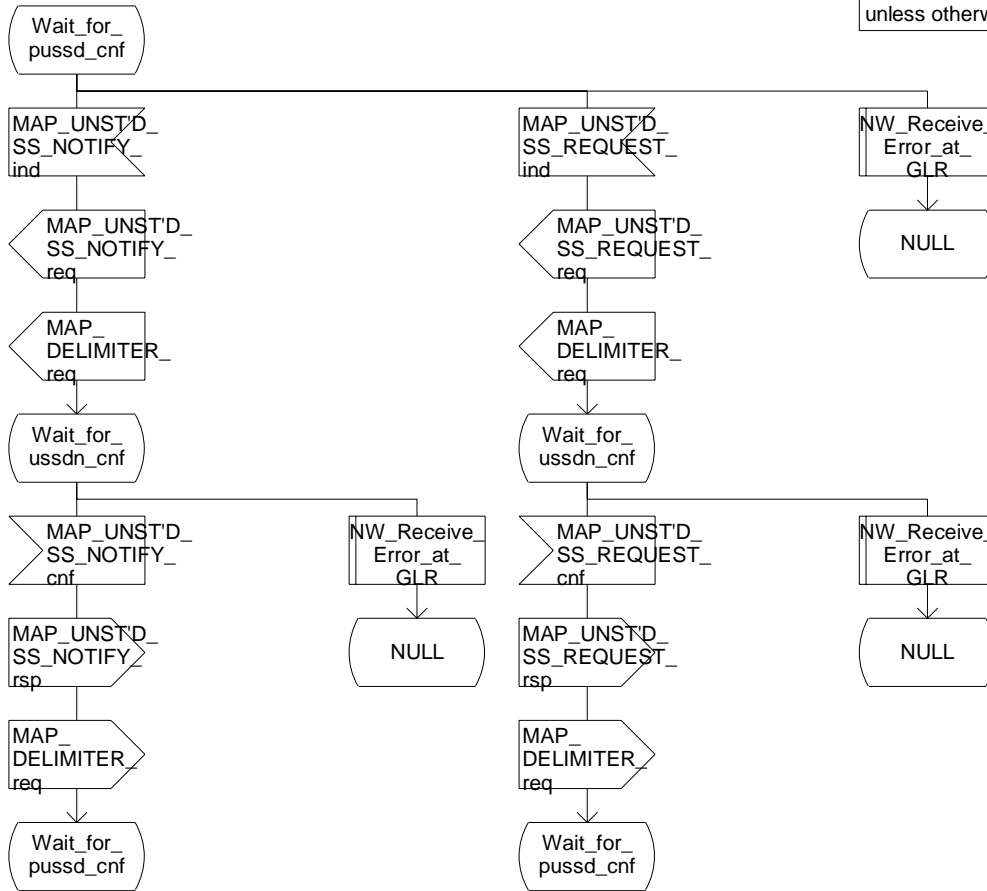 unless otherw
Wait_for_
pussd_cnf
MAP_UNST'D_
SS_NOTIFY_
ind
MAP_UNST'D_
SS_REQUEST_
ind
NW_Receive_
Error_at_
GLR
MAP_UNST'D_
SS_NOTIFY_
req
MAP_UNST'D_
SS_REQUEST_
req
NULL
MAP_
DELIMITER_
req
MAP_
DELIMITER_
req
Wait_for_
ussdn_cnf
Wait_for_
ussdn_cnf
MAP_UNST'D_
SS_NOTIFY_
cnf
NW_Receive_
Error_at_
GLR
MAP_UNST'D_
SS_REQUEST_
cnf
NW_Receive_
Error_at_
GLR
MAP_UNST'D_
SS_NOTIFY_
rsp
NULL
MAP_UNST'D_
SS_REQUEST_
rsp
NULL
MAP_
DELIMITER_
req
MAP_
DELIMITER_
req
Wait_for_
pussd_cnf
Wait_for_
pussd_cnf